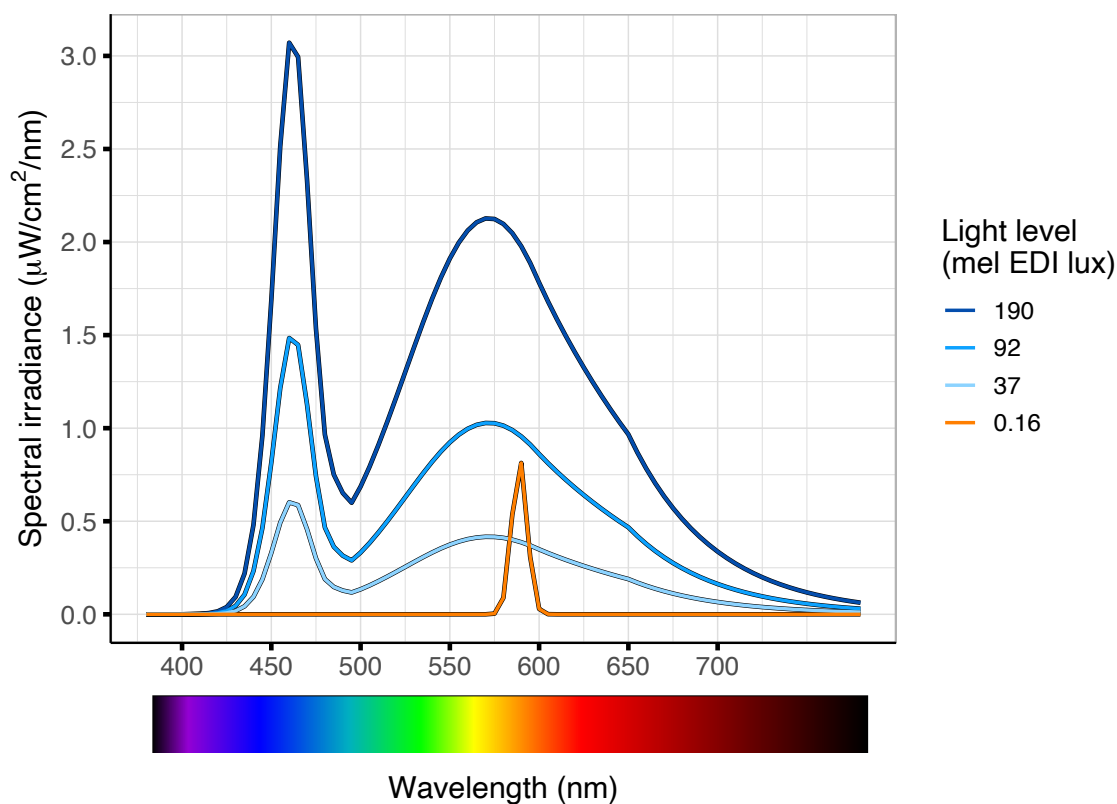 3.0
2.5
2.0
1.5
1.0
0.5
0.0
Spectral irradiance (μW/cm²/nm)
400 450 500 550 600 650 700
Wavelength (nm)
Light level
(mel EDI lux)
190
92
37
0.16